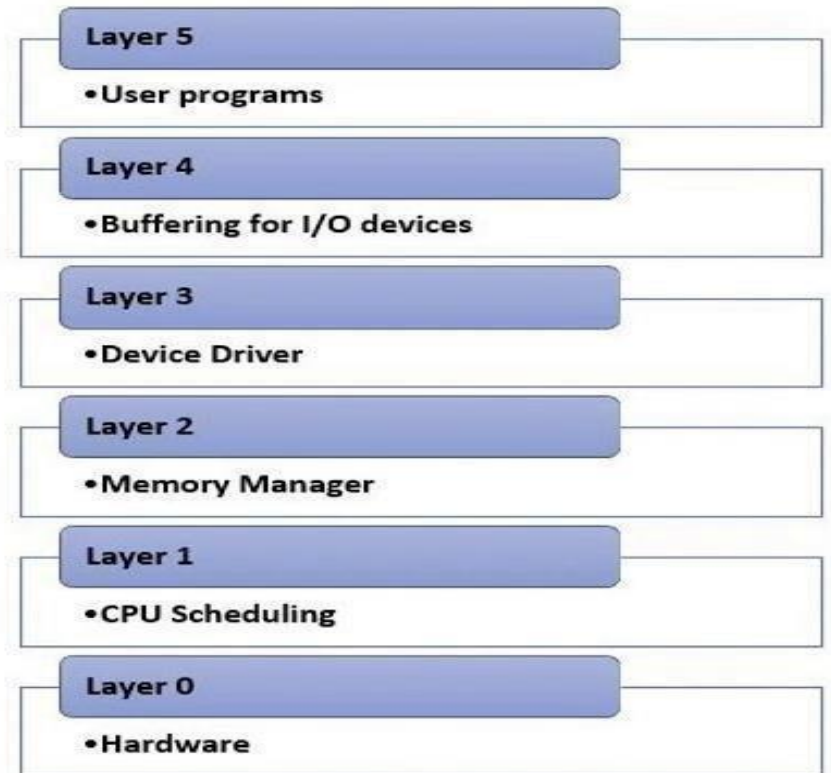 Layer 5
•User programs
Layer 4
•Buffering for I/O devices
Layer 3
•Device Driver
Layer 2
•Memory Manager
Layer 1
•CPU Scheduling
Layer 0
•Hardware